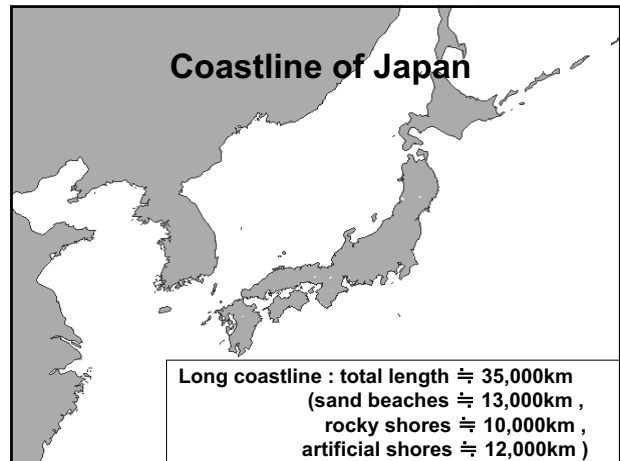 Coastline of Japan
Long coastline : total length ≒ 35,000km
(sand beaches ≒ 13,000km ,
rocky shores ≒ 10,000km ,
artificial shores ≒ 12,000km )